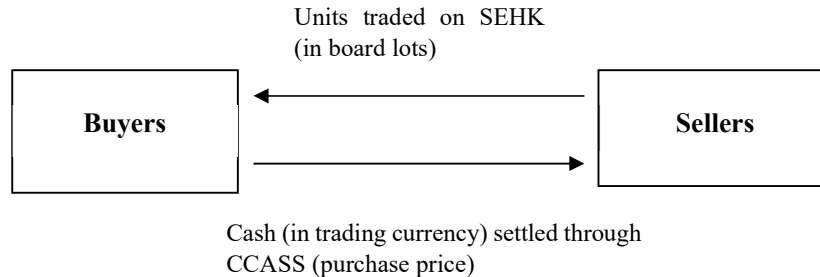 Units traded on SEHK
(in board lots)
Buyers
Sellers
Cash (in trading currency) settled through
CCASS (purchase price)